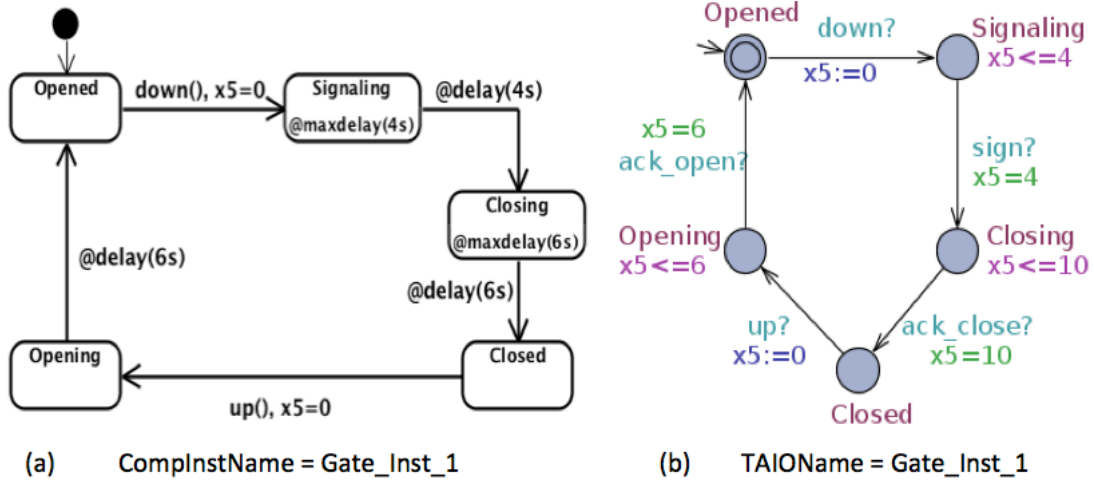 Opened
down(), x5=0
Signaling
@maxdelay(4s)
@delay(4s)
Closing
@maxdelay(6s)
@delay(6s)
@delay(6s)
Opening
Closed
up(), x5=0
(a) CompInstName = Gate_Inst_1
Opened
down?
x5:=0
Signaling
x5<=4
x5=6
ack_open?
sign?
x5=4
Opening
x5<=6
Closing
x5<=10
up?
x5:=0
ack_close?
x5=10
Closed
(b) TAIOName = Gate_Inst_1